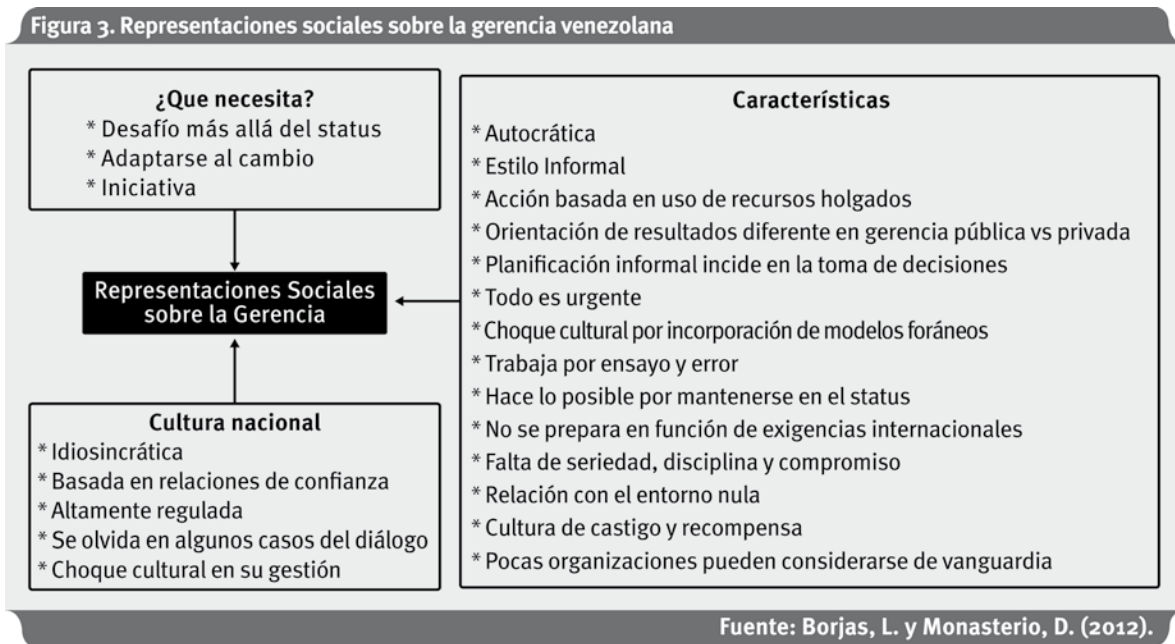 Figura 3. Representaciones sociales sobre la gerencia venezolana
¿Que necesita?
* Desafío más allá del status
* Adaptarse al cambio
* Iniciativa
Representaciones Sociales
sobre la Gerencia
Cultura nacional
* Idiosincrática
* Basada en relaciones de confianza
* Altamente regulada
* Se olvida en algunos casos del diálogo
* Choque cultural en su gestión
Características
* Autocrática
* Estilo Informal
* Acción basada en uso de recursos holgados
* Orientación de resultados diferente en gerencia pública vs privada
* Planificación informal incide en la toma de decisiones
* Todo es urgente
* Choque cultural por incorporación de modelos foráneos
* Trabaja por ensayo y error
* Hace lo posible por mantenerse en el status
* No se prepara en función de exigencias internacionales
* Falta de seriedad, disciplina y compromiso
* Relación con el entorno nula
* Cultura de castigo y recompensa
* Pocas organizaciones pueden considerarse de vanguardia
Fuente: Borjas, L. y Monasterio, D. (2012).